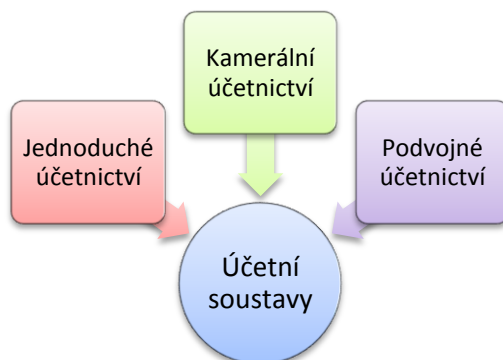 Kamerální
účetnictví
Jednoduché
účetnictví
Podvojné
účetnictví
Účetní
soustavy